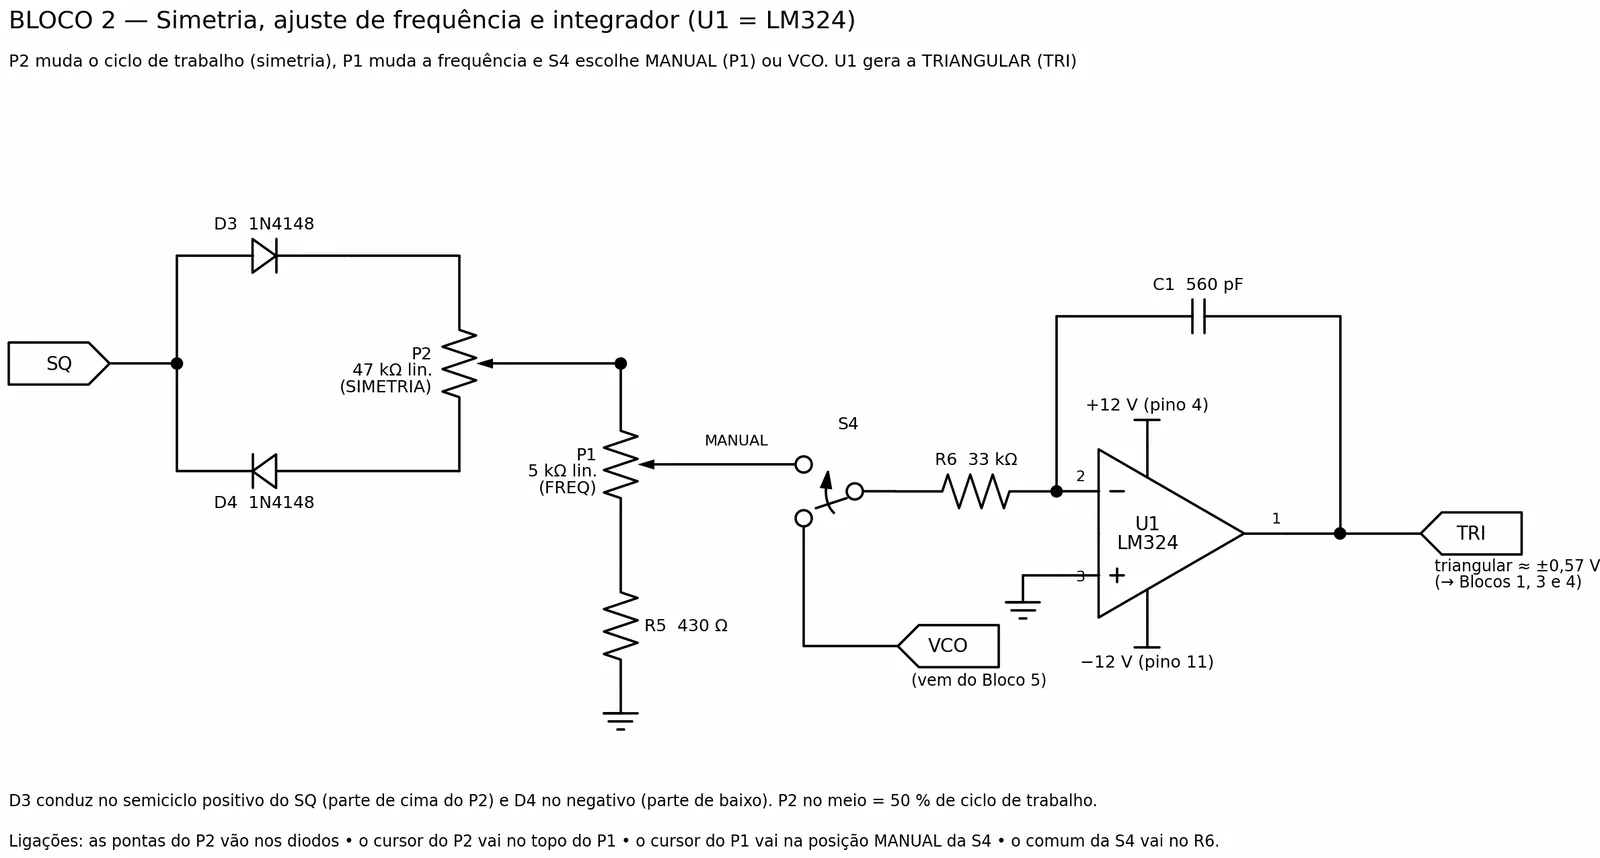 BLOCO 2 — Simetria, ajuste de frequência e integrador (U1 = LM324)
P2 muda o ciclo de trabalho (simetria), P1 muda a frequência e S4 escolhe MANUAL (P1) ou VCO. U1 gera a TRIANGULAR (TRI)
D3 1N4148
SQ
P2
47 kΩ lin.
(SIMETRIA)
D4 1N4148
P1
5 kΩ lin.
(FREQ)
MANUAL
S4
R5 430 Ω
C1 560 pF
+12 V (pino 4)
R6 33 kΩ
2
−
U1
LM324
3
+
1
TRI
triangular ≈ ±0,57 V
(→ Blocos 1, 3 e 4)
VCO
(vem do Bloco 5)
−12 V (pino 11)
D3 conduz no semiciclo positivo do SQ (parte de cima do P2) e D4 no negativo (parte de baixo). P2 no meio = 50 % de ciclo de trabalho.
Ligações: as pontas do P2 vão nos diodos • o cursor do P2 vai no topo do P1 • o cursor do P1 vai na posição MANUAL da S4 • o comum da S4 vai no R6.